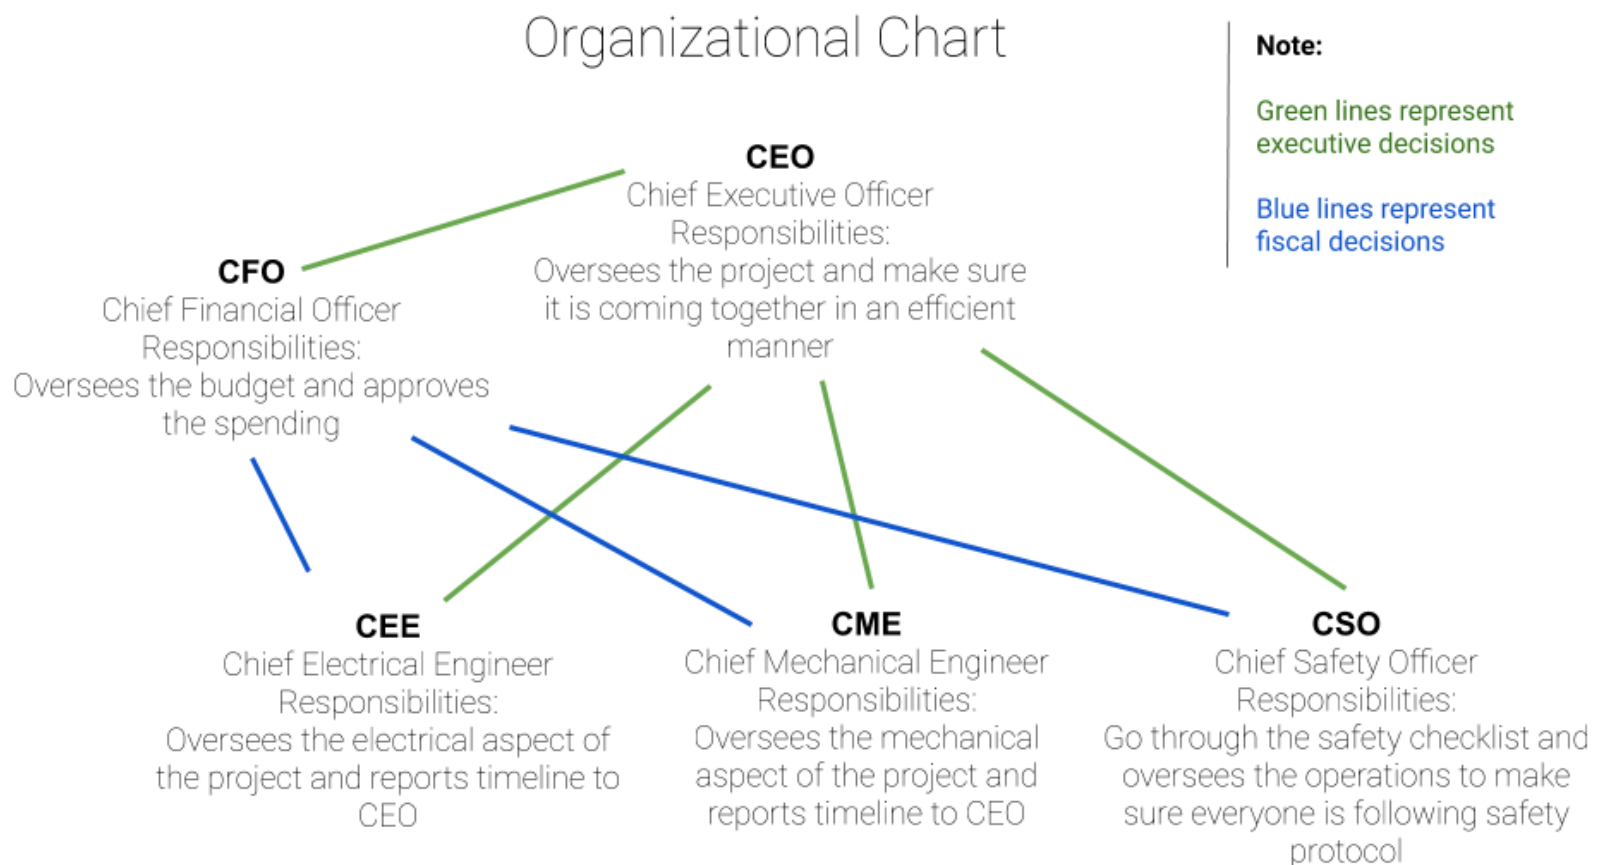 Organizational Chart
Note:
Green lines represent
executive decisions
Blue lines represent
fiscal decisions
CEO
Chief Executive Officer
Responsibilities:
Oversees the project and make sure
it is coming together in an efficient
manner
CFO
Chief Financial Officer
Responsibilities:
Oversees the budget and approves
the spending
CEE
Chief Electrical Engineer
Responsibilities:
Oversees the electrical aspect of
the project and reports timeline to
CEO
CME
Chief Mechanical Engineer
Responsibilities:
Oversees the mechanical
aspect of the project and
reports timeline to CEO
CSO
Chief Safety Officer
Responsibilities:
Go through the safety checklist and
oversees the operations to make
sure everyone is following safety
protocol